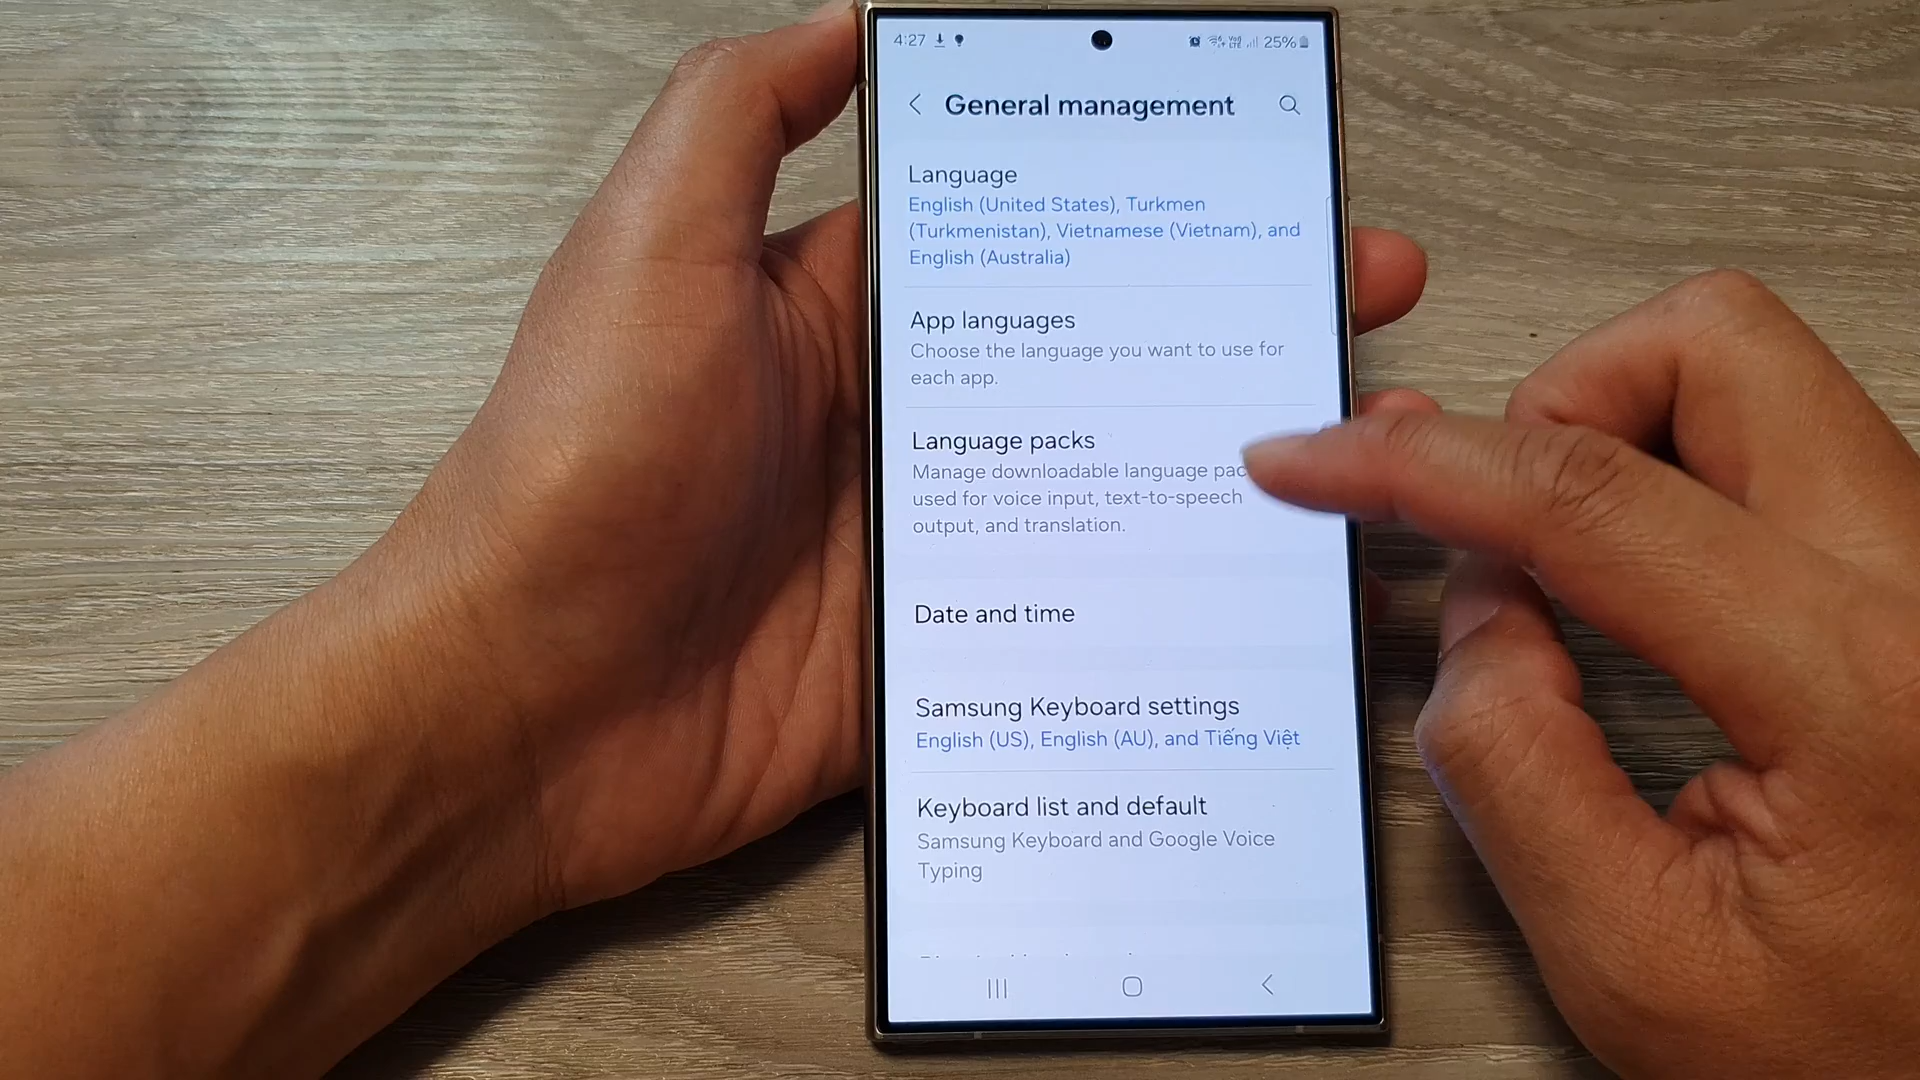 4:27 25%
General management
Language
English (United States), Turkmen
(Turkmenistan), Vietnamese (Vietnam), and
English (Australia)
App languages
Choose the language you want to use for
each app.
Language packs
Manage downloadable language pac
used for voice input, text-to-speech
output, and translation.
Date and time
Samsung Keyboard settings
English (US), English (AU), and Tiếng Việt
Keyboard list and default
Samsung Keyboard and Google Voice
Typing